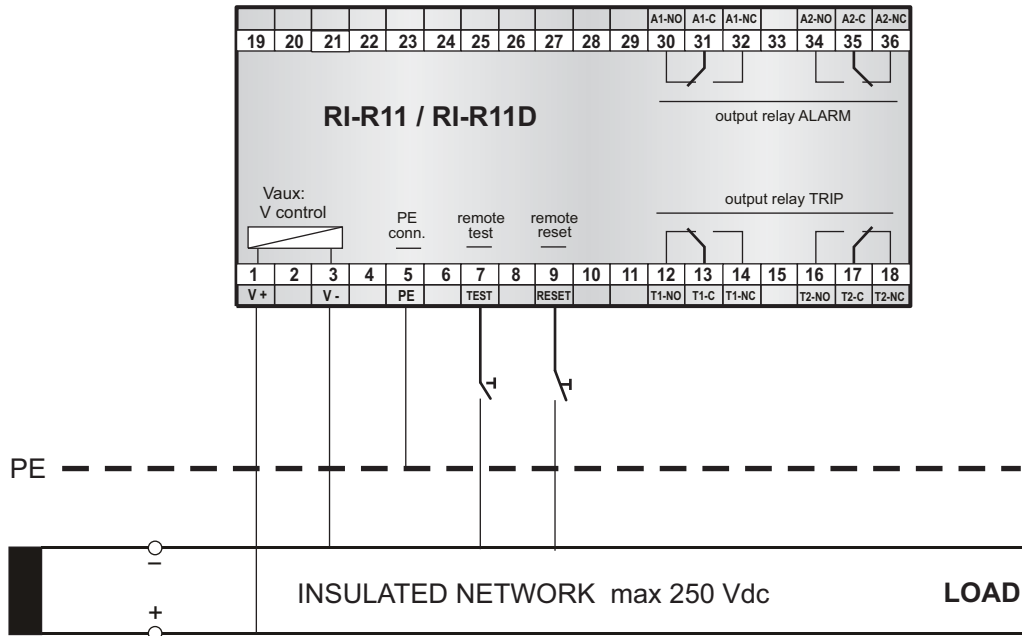 A1-NO A1-C A1-NC A2-NO A2-C A2-NC
19 20 21 22 23 24 25 26 27 28 29 30 31 32 33 34 35 36
RI-R11 / RI-R11D
output relay ALARM
Vaux:
V control
PE
conn.
remote
test
remote
reset
output relay TRIP
1 2 3 4 5 6 7 8 9 10 11 12 13 14 15 16 17 18
V + V - PE TEST RESET T1-NO T1-C T1-NC T2-NO T2-C T2-NC
PE
–
INSULATED NETWORK max 250 Vdc LOAD
+